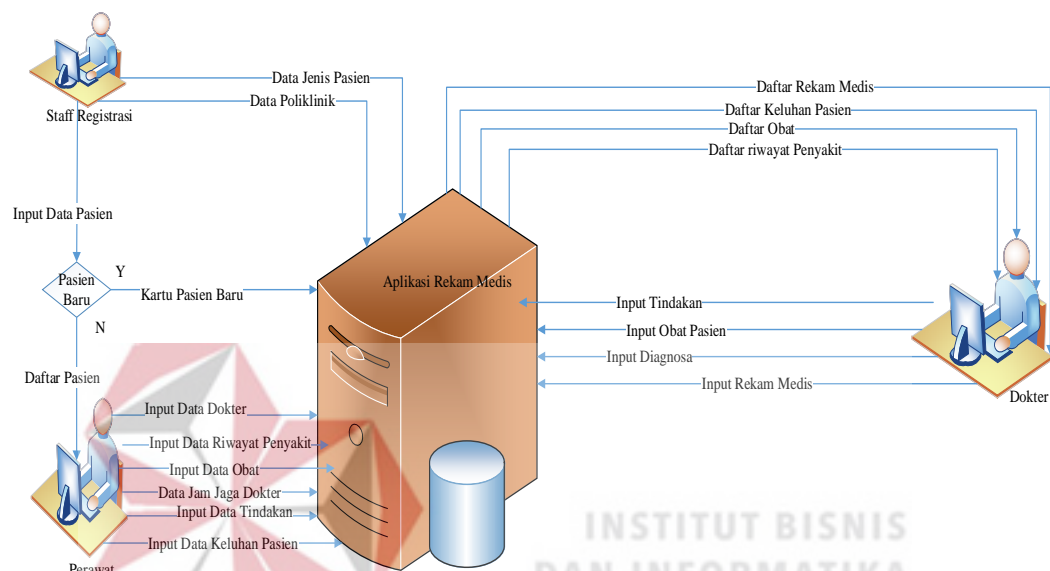 Staff Registrasi
Data Jenis Pasien
Data Poliklinik
Input Data Pasien
Pasien
Baru
Y
N
Kartu Pasien Baru
Daftar Pasien
Input Data Dokter
Input Data Riwayat Penyakit
Input Data Obat
Data Jam Jaga Dokter
Input Data Tindakan
Input Data Keluhan Pasien
Perawat
Aplikasi Rekam Medis
Daftar Rekam Medis
Daftar Keluhan Pasien
Daftar Obat
Daftar riwayat Penyakit
Input Tindakan
Input Obat Pasien
Input Diagnosa
Input Rekam Medis
Dokter
INSTITUT BISNIS
DAN INFORMATIKA